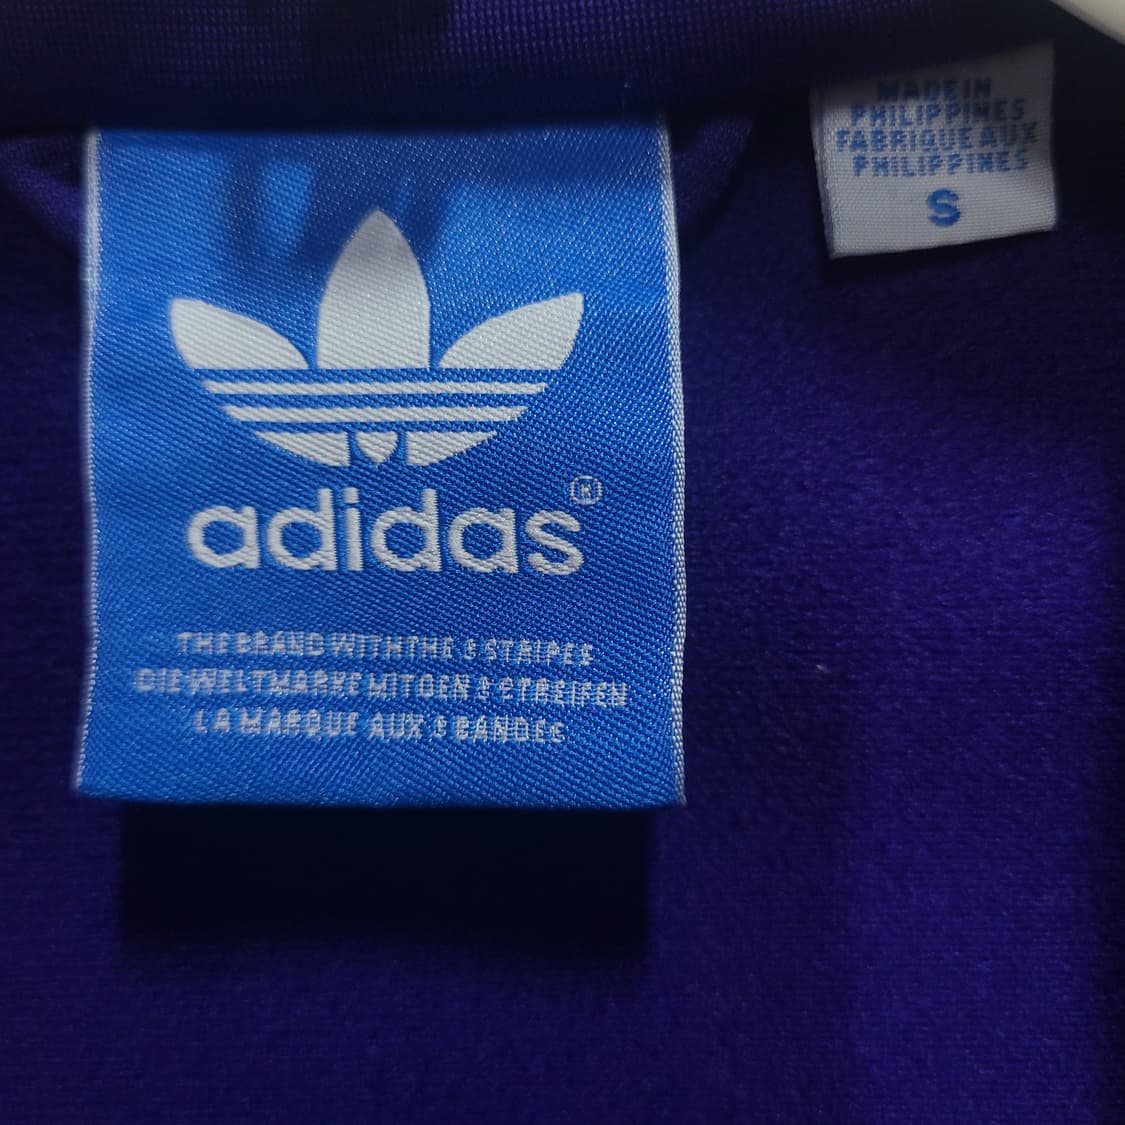 adidas®
THE BRAND WITH THE 3 STRIPES
DIE WELTMARKE MIT DEN 3 STREIFEN
LA MARQUE AUX 3 BANDES
MADE IN
PHILIPPINES
FABRIQUE AUX
PHILIPPINES
S